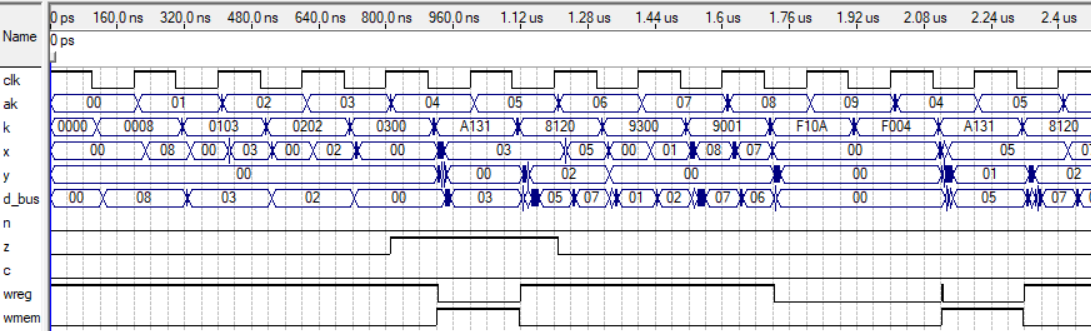 0 ps 160,0 ns 320,0 ns 480,0 ns 640,0 ns 800,0 ns 960,0 ns 1.12 us 1.28 us 1.44 us 1.6 us 1.76 us 1.92 us 2.08 us 2.24 us 2.4 us
Name 0 ps
clk
ak 00 01 02 03 04 05 06 07 08 09 04 05
k 0000 0008 0103 0202 0300 A131 8120 9300 9001 F10A F004 A131 8120
x 00 08 00 03 00 02 00 03 05 00 01 08 07 00 05
y 00 00 02 00 00 01 02
d_bus 00 08 03 02 00 03 05 07 01 02 07 06 00 05 07
n
z
c
wreg
wmem